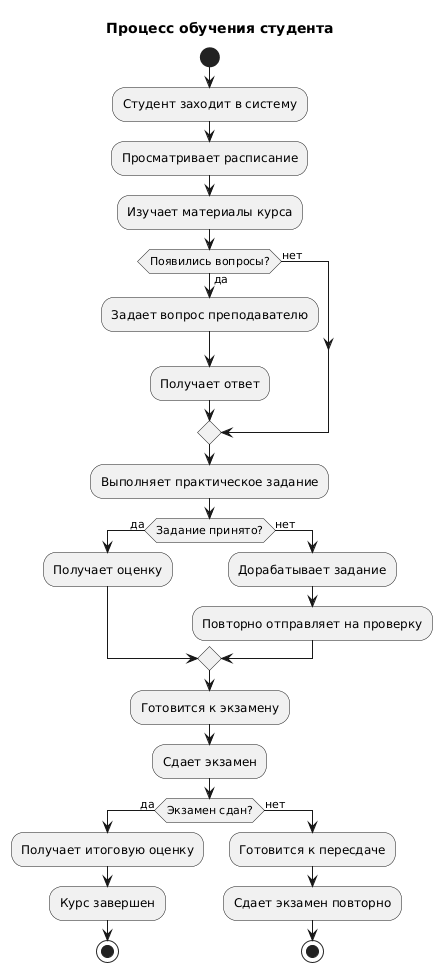 Процесс обучения студента
Студент заходит в систему
Просматривает расписание
Изучает материалы курса
Появились вопросы?
нет
да
Задает вопрос преподавателю
Получает ответ
Выполняет практическое задание
да
Задание принято?
нет
Получает оценку
Дорабатывает задание
Повторно отправляет на проверку
Готовится к экзамену
Сдает экзамен
да
Экзамен сдан?
нет
Получает итоговую оценку
Готовится к пересдаче
Курс завершен
Сдает экзамен повторно